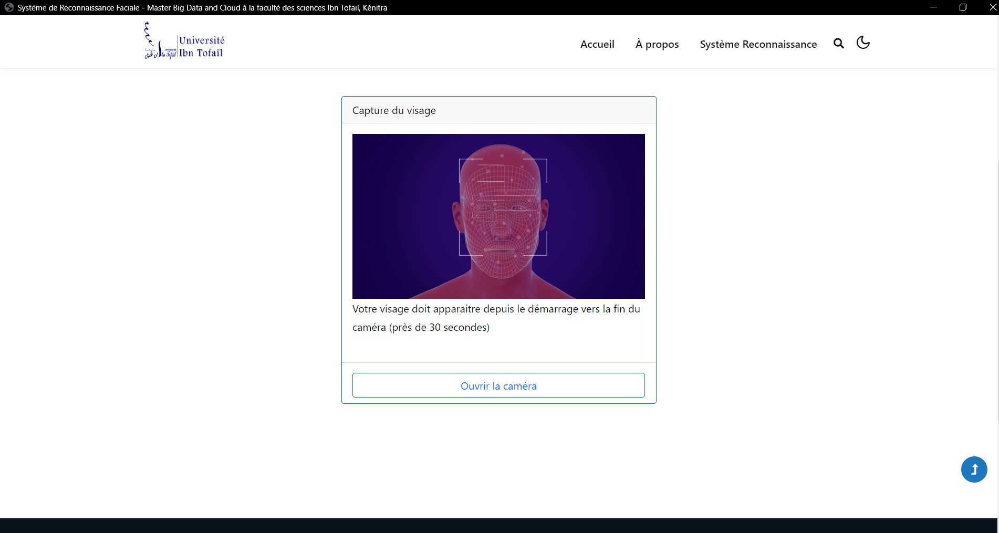 Système de Reconnaissance Faciale - Master Big Data and Cloud à la faculté des sciences Ibn Tofail, Kénitra
Université
Ibn Tofaïl
Accueil
À propos
Système Reconnaissance
Capture du visage
Votre visage doit apparaitre depuis le démarrage vers la fin du
caméra (près de 30 secondes)
Ouvrir la caméra